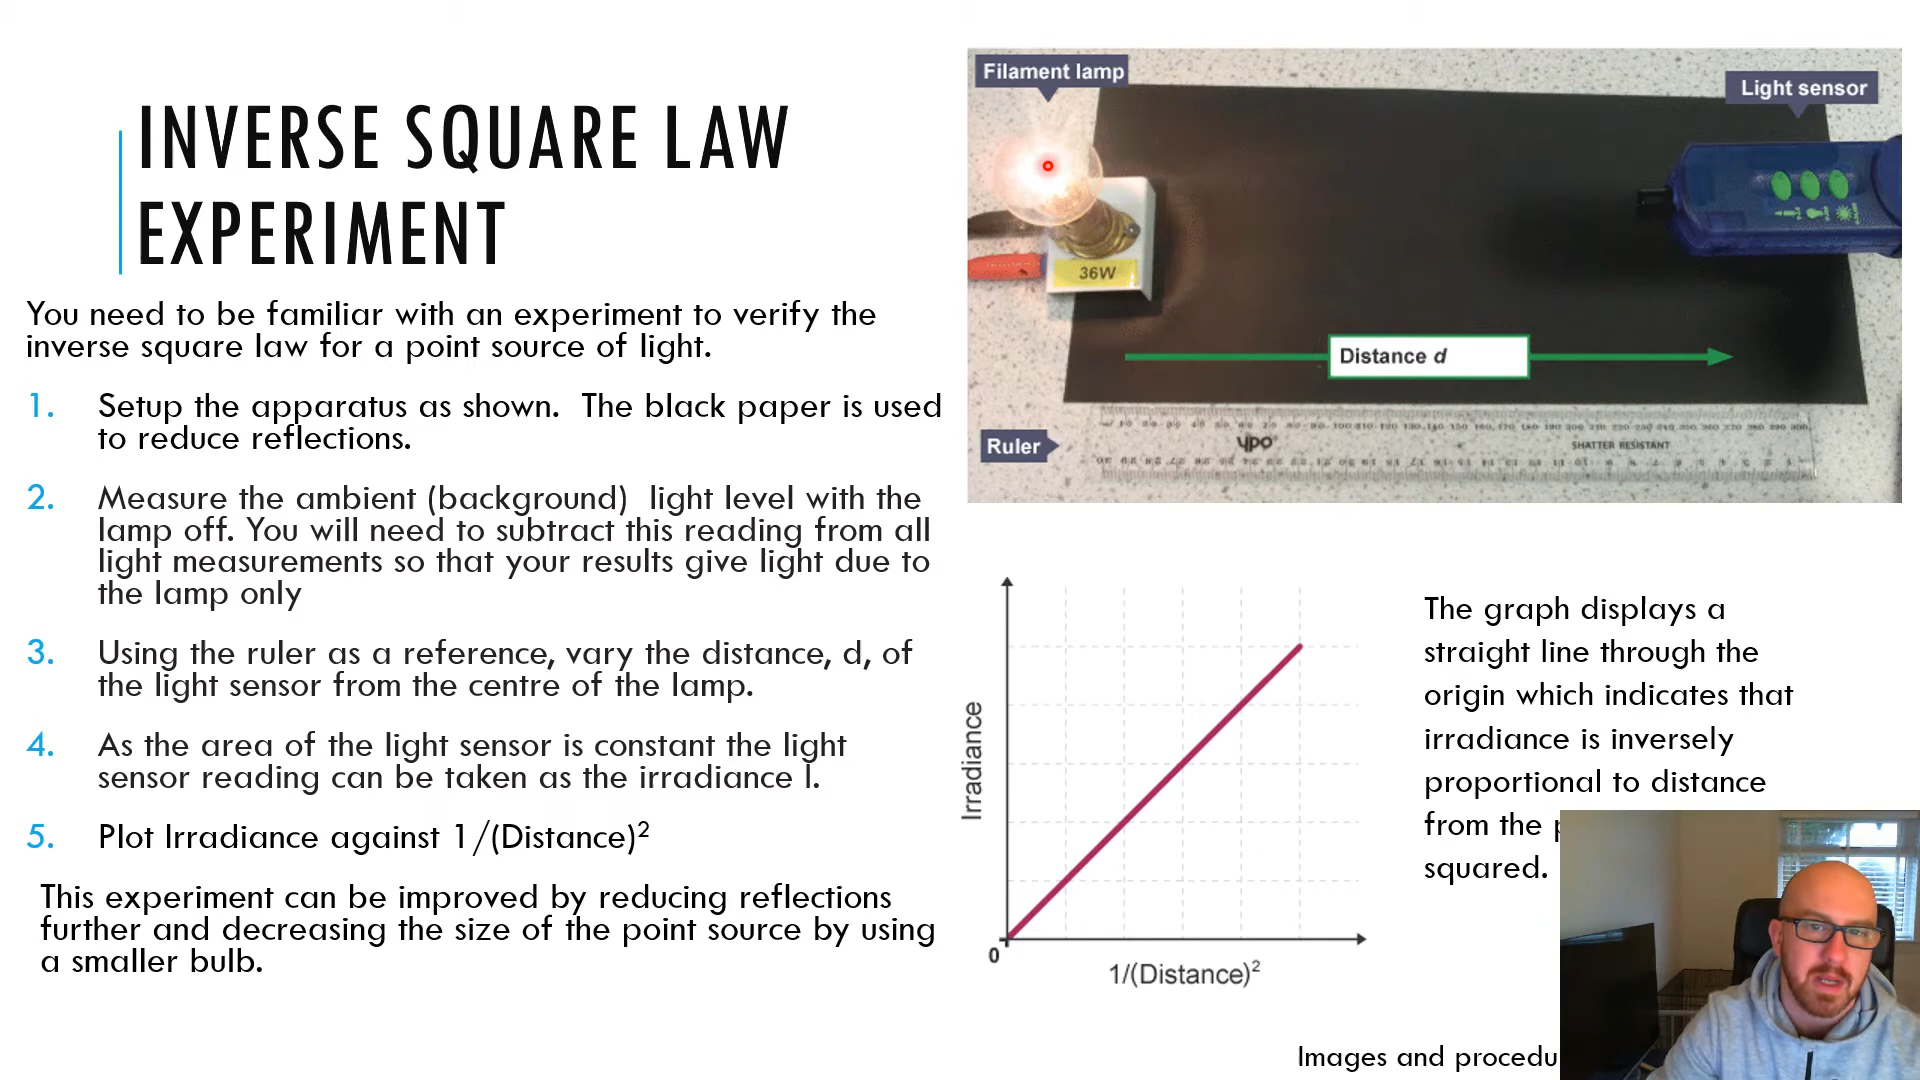 INVERSE SQUARE LAW
EXPERIMENT
You need to be familiar with an experiment to verify the
inverse square law for a point source of light.
1. Setup the apparatus as shown.  The black paper is used
to reduce reflections.
2. Measure the ambient (background)  light level with the
lamp off. You will need to subtract this reading from all
light measurements so that your results give light due to
the lamp only
3. Using the ruler as a reference, vary the distance, d, of
the light sensor from the centre of the lamp.
4. As the area of the light sensor is constant the light
sensor reading can be taken as the irradiance I.
5. Plot Irradiance against 1/(Distance)²
This experiment can be improved by reducing reflections
further and decreasing the size of the point source by using
a smaller bulb.
Filament lamp
Light sensor
36W
Distance d
Ruler
ypo
SHATTER RESISTANT
Irradiance
0
1/(Distance)²
The graph displays a
straight line through the
origin which indicates that
irradiance is inversely
proportional to distance
from the
squared.
Images and